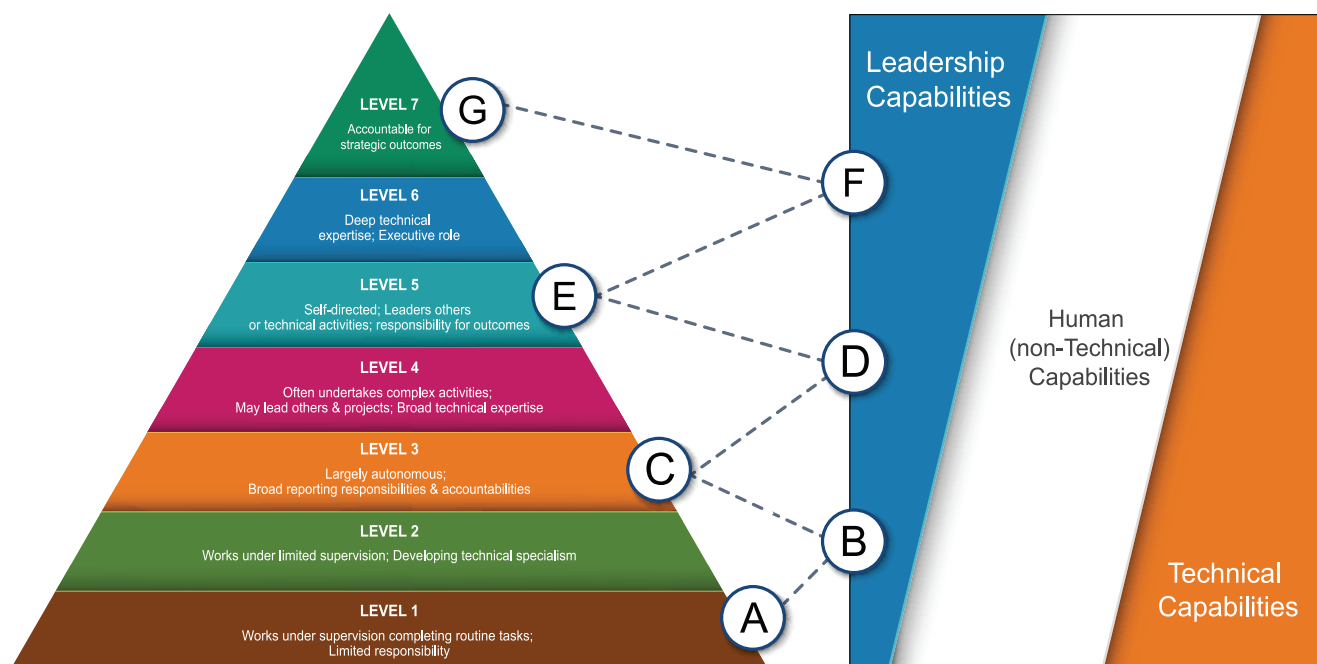 LEVEL 7
Accountable for
strategic outcomes
G
LEVEL 6
Deep technical
expertise; Executive role
F
LEVEL 5
Self-directed; Leaders others
or technical activities; responsibility for outcomes
E
LEVEL 4
Often undertakes complex activities;
May lead others & projects; Broad technical expertise
D
LEVEL 3
Largely autonomous;
Broad reporting responsibilities & accountabilities
C
LEVEL 2
Works under limited supervision; Developing technical specialism
B
LEVEL 1
Works under supervision completing routine tasks;
Limited responsibility
A
Leadership
Capabilities
Human
(non-Technical)
Capabilities
Technical
Capabilities